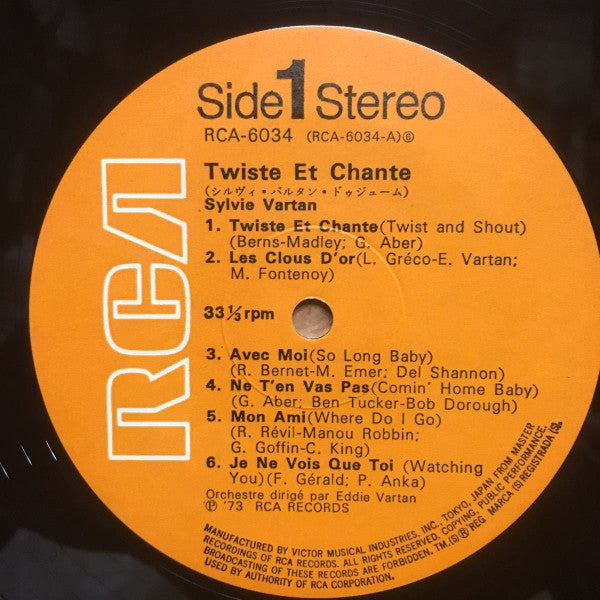 Side 1 Stereo
RCA-6034 (RCA-6034-A)⑥
RCA
Twiste Et Chante
(シルヴィ・バルタン・ドゥジューム)
Sylvie Vartan
1. Twiste Et Chante(Twist and Shout)
(Berns-Madley; G. Aber)
2. Les Clous D'or(L. Gréco-E. Vartan;
M. Fontenoy)
33 ⅓ rpm
3. Avec Moi(So Long Baby)
(R. Bernet-M. Emer; Del Shannon)
4. Ne T'en Vas Pas(Comin' Home Baby)
(G. Aber; Ben Tucker-Bob Dorough)
5. Mon Ami(Where Do I Go)
(R. Révil-Manou Robbin;
G. Goffin-C. King)
6. Je Ne Vois Que Toi (Watching
You)(F. Gérald; P. Anka)
Orchestre dirigé par Eddie Vartan
Ⓟ '73 RCA RECORDS
MANUFACTURED BY VICTOR MUSICAL INDUSTRIES, INC., TOKYO, JAPAN FROM MASTER
RECORDINGS OF RCA RECORDS. ALL RIGHTS RESERVED. COPYING, PUBLIC PERFORMANCE,
BROADCASTING OF THESE RECORDS ARE FORBIDDEN. TM.(S) ® REG MARCA (S) REGISTRADA (S).
USED BY AUTHORITY OF RCA CORPORATION.